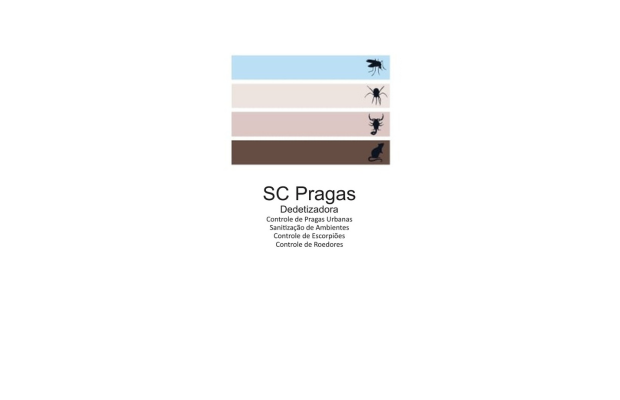 SC Pragas
Dedetizadora
Controle de Pragas Urbanas
Sanitização de Ambientes
Controle de Escorpiões
Controle de Roedores